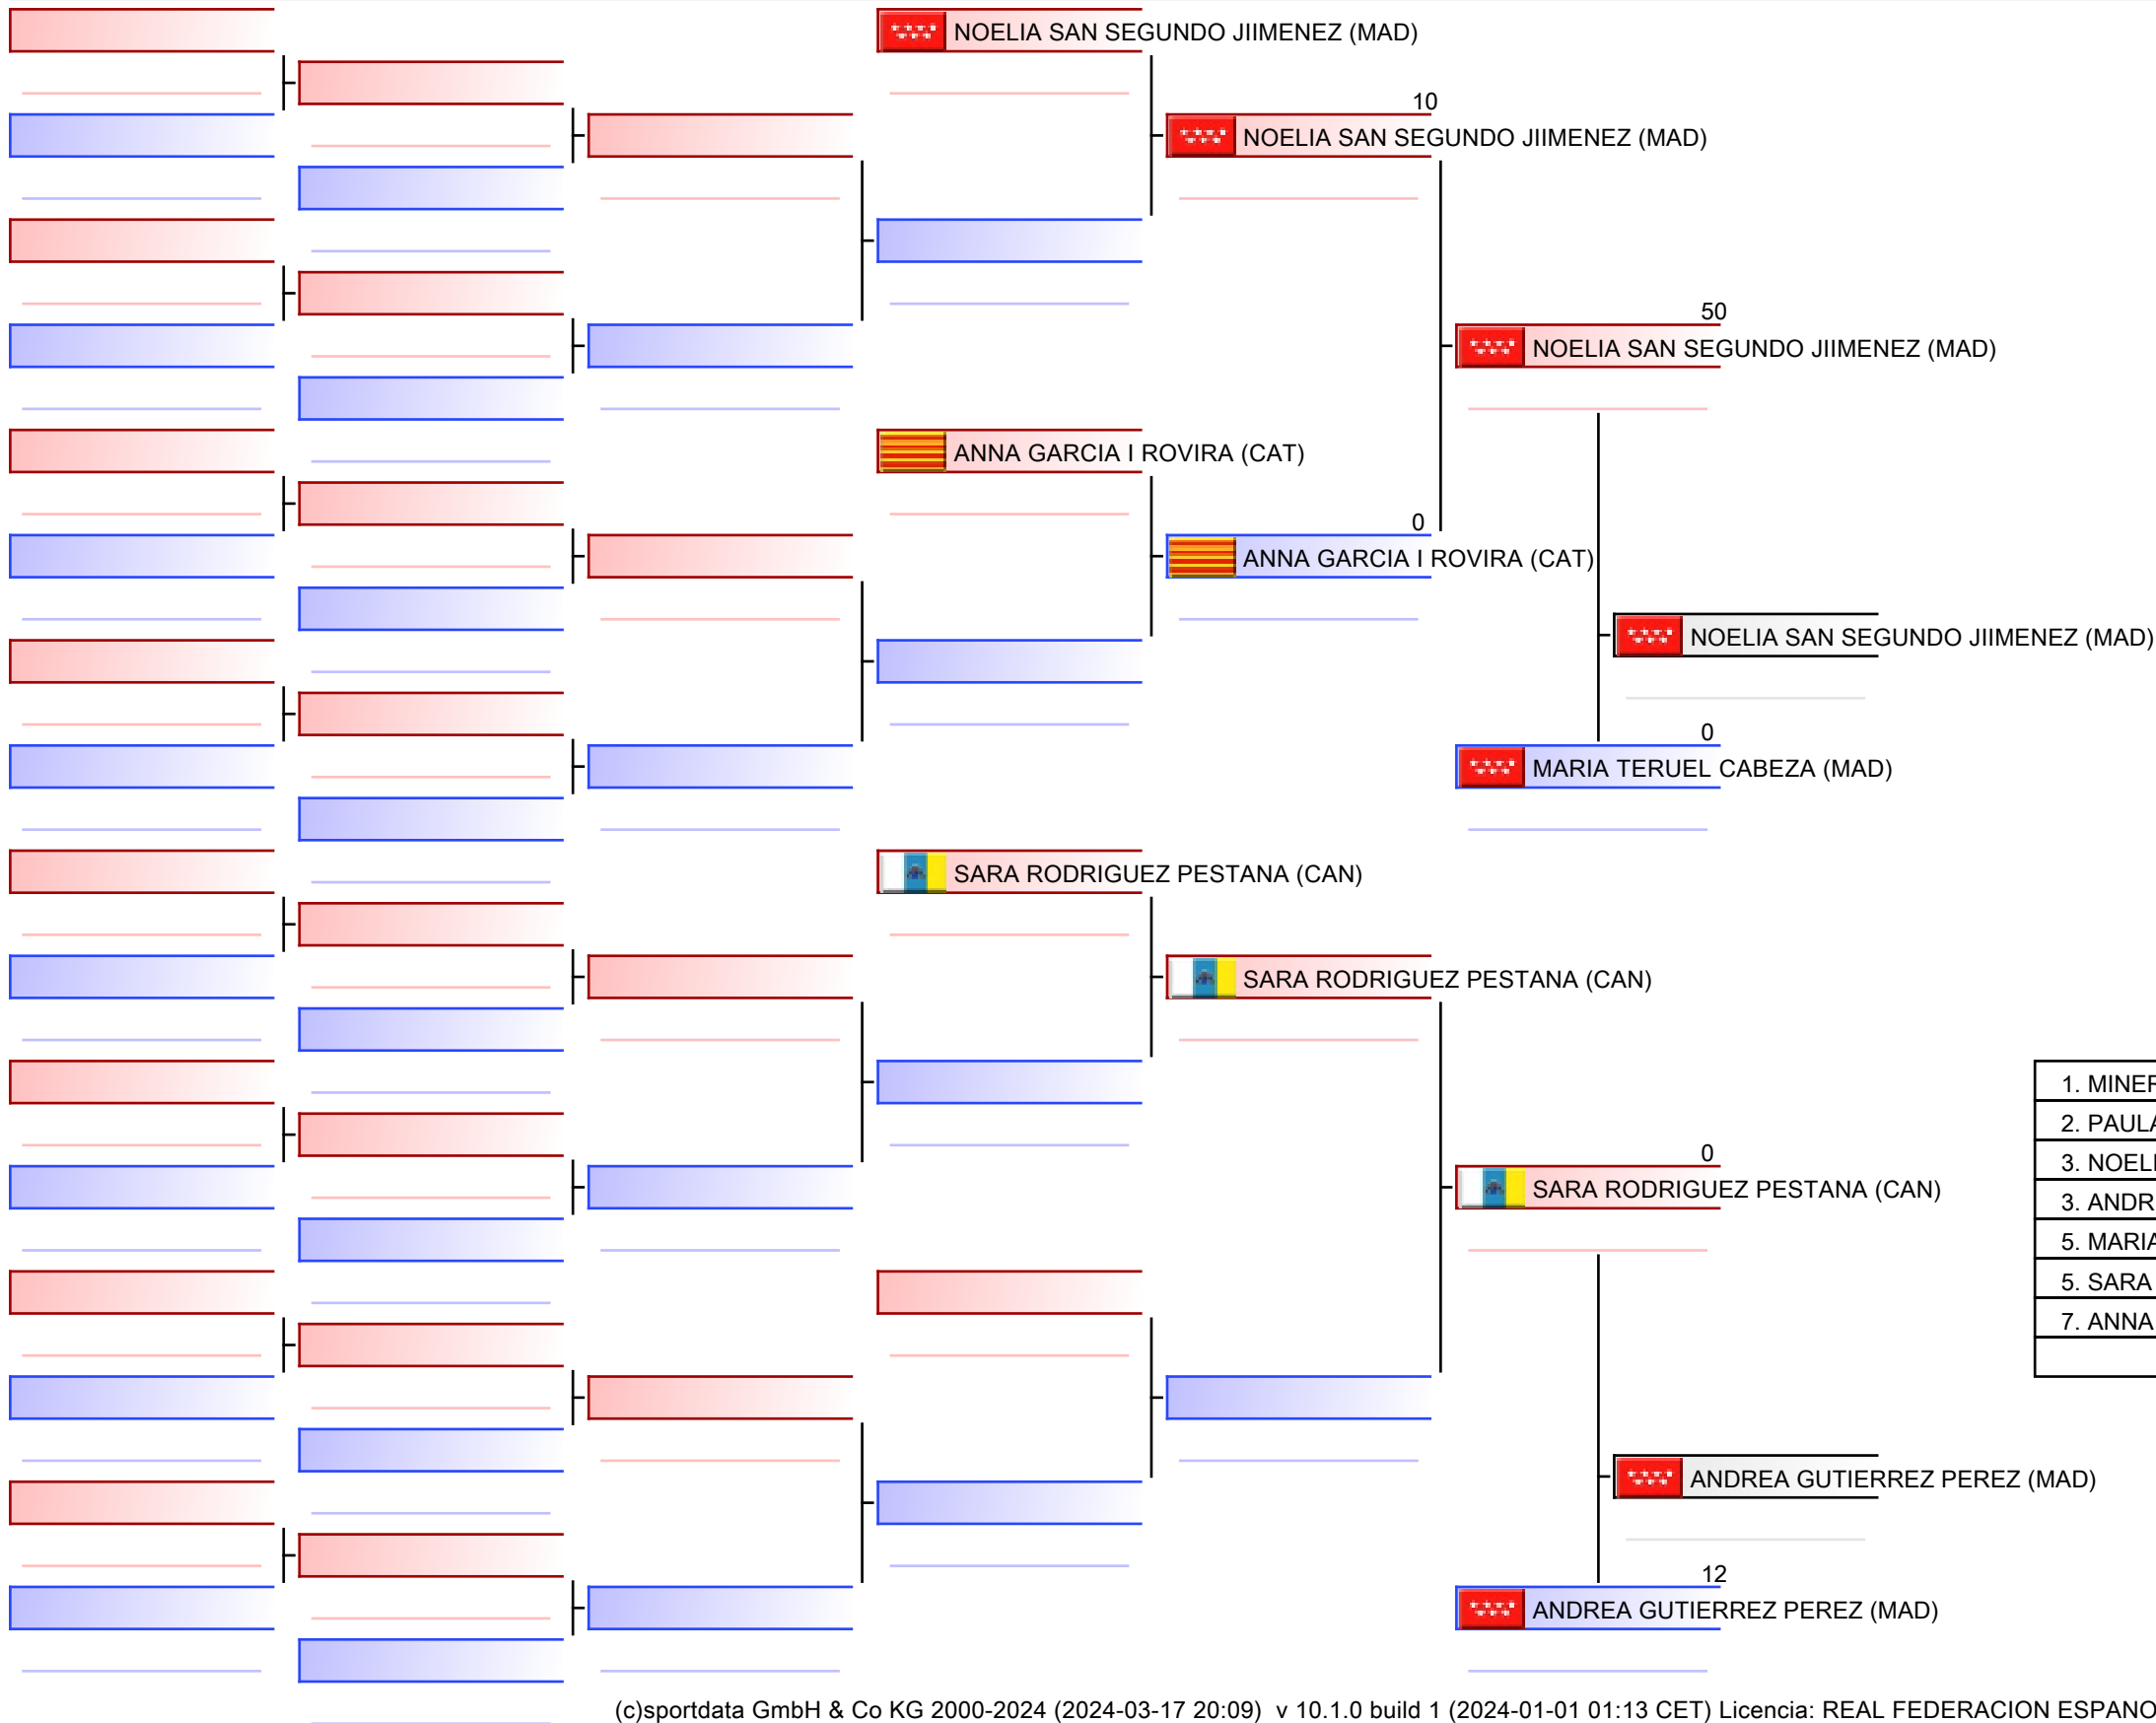 NOELIA SAN SEGUNDO JIIMENEZ (MAD)
10
NOELIA SAN SEGUNDO JIIMENEZ (MAD)
50
NOELIA SAN SEGUNDO JIIMENEZ (MAD)
ANNA GARCIA I ROVIRA (CAT)
0
ANNA GARCIA I ROVIRA (CAT)
NOELIA SAN SEGUNDO JIIMENEZ (MAD)
0
MARIA TERUEL CABEZA (MAD)
SARA RODRIGUEZ PESTANA (CAN)
SARA RODRIGUEZ PESTANA (CAN)
1. MINER
2. PAULA
0
SARA RODRIGUEZ PESTANA (CAN)
3. NOELI
3. ANDR
5. MARIA
5. SARA
7. ANNA
ANDREA GUTIERREZ PEREZ (MAD)
12
ANDREA GUTIERREZ PEREZ (MAD)
(c)sportdata GmbH & Co KG 2000-2024 (2024-03-17 20:09) v 10.1.0 build 1 (2024-01-01 01:13 CET) Licencia: REAL FEDERACION ESPANO